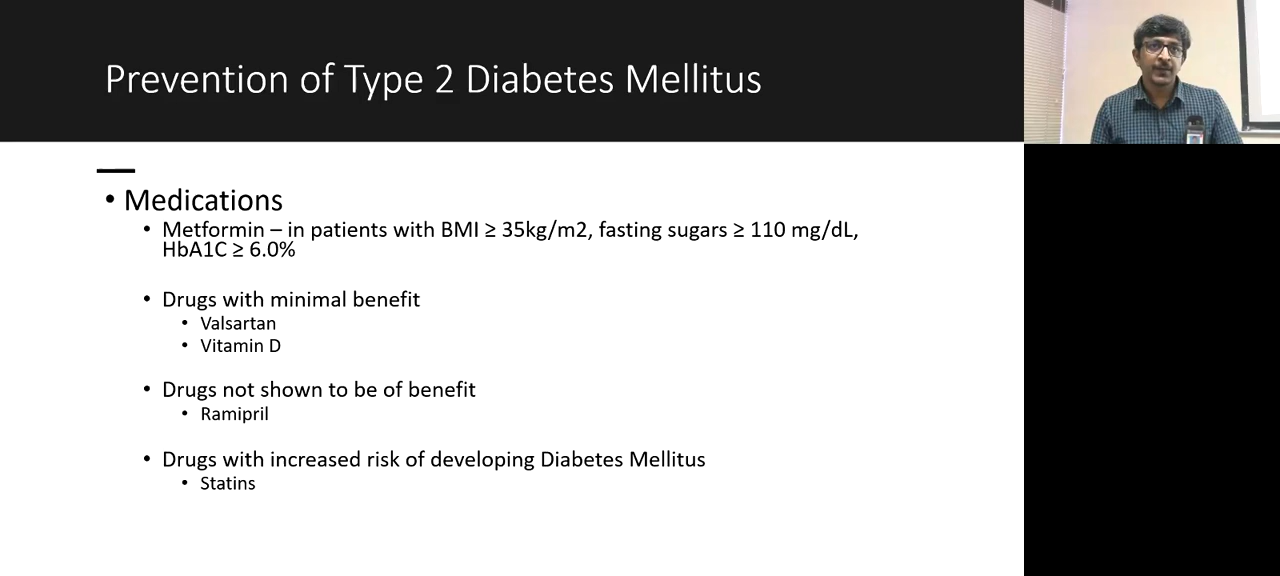 Prevention of Type 2 Diabetes Mellitus
• Medications
• Metformin – in patients with BMI ≥ 35kg/m2, fasting sugars ≥ 110 mg/dL,
HbA1C ≥ 6.0%
• Drugs with minimal benefit
• Valsartan
• Vitamin D
• Drugs not shown to be of benefit
• Ramipril
• Drugs with increased risk of developing Diabetes Mellitus
• Statins